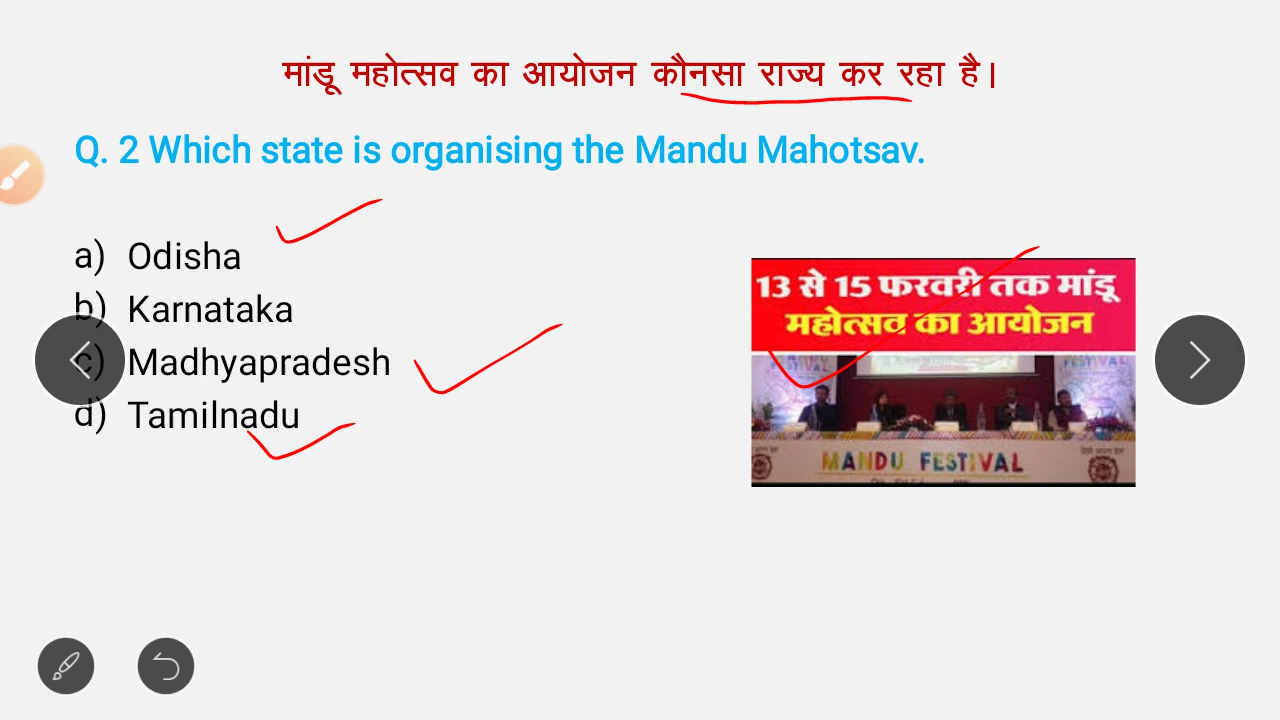 मांडू महोत्सव का आयोजन कौनसा राज्य कर रहा है।
Q. 2 Which state is organising the Mandu Mahotsav.
a) Odisha
b) Karnataka
c) Madhyapradesh
d) Tamilnadu
13 से 15 फरवरी तक मांडू
महोत्सव का आयोजन
MANDU FESTIVAL